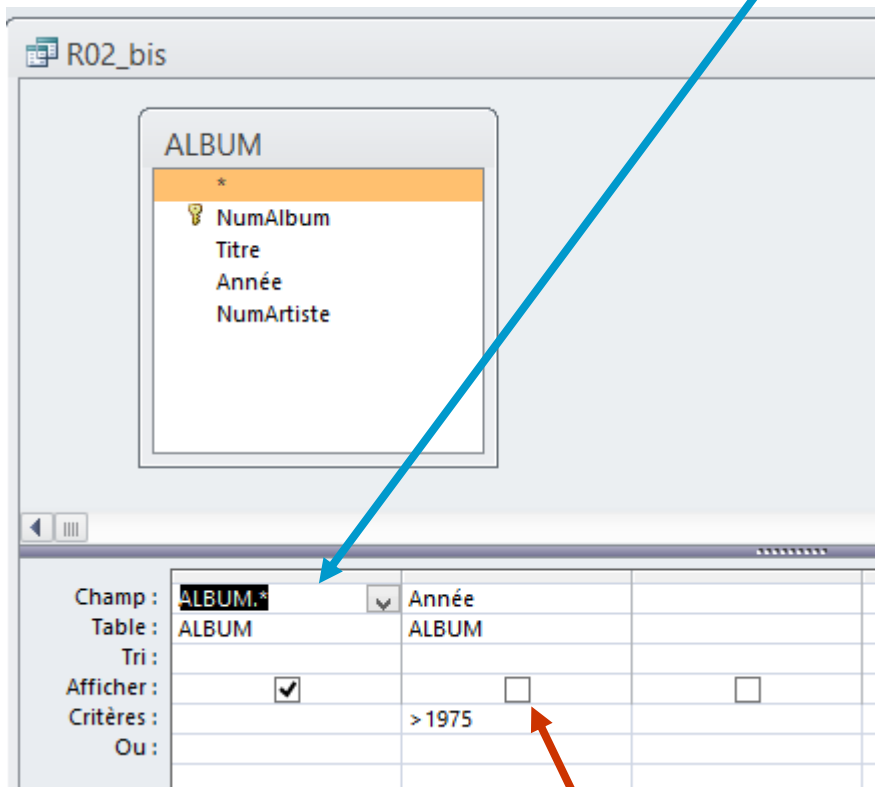 R02_bis
ALBUM
*
NumAlbum
Titre
Année
NumArtiste
Champ : ALBUM.* Année
Table : ALBUM ALBUM
Tri :
Afficher :
Critères : >1975
Ou :